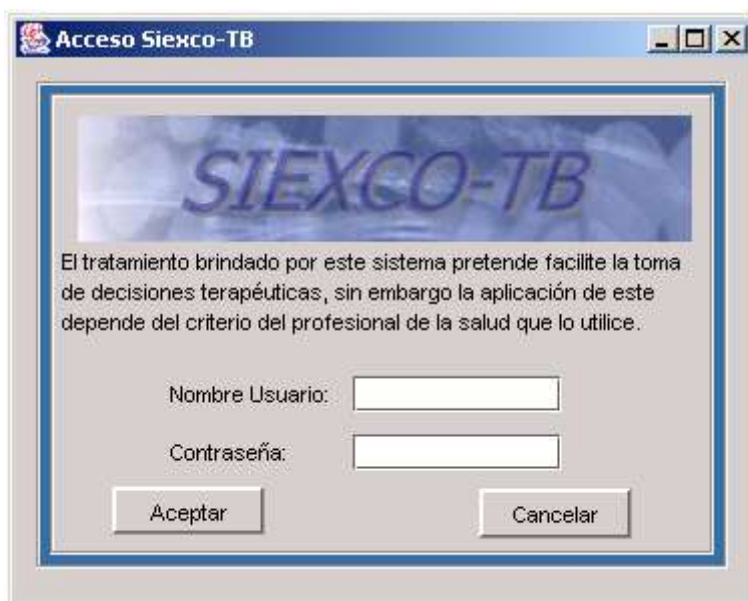 Acceso Siexco-TB
SIEXCO-TB
El tratamiento brindado por este sistema pretende facilite la toma
de decisiones terapéuticas, sin embargo la aplicación de este
depende del criterio del profesional de la salud que lo utilice.
Nombre Usuario:
Contraseña:
Aceptar Cancelar